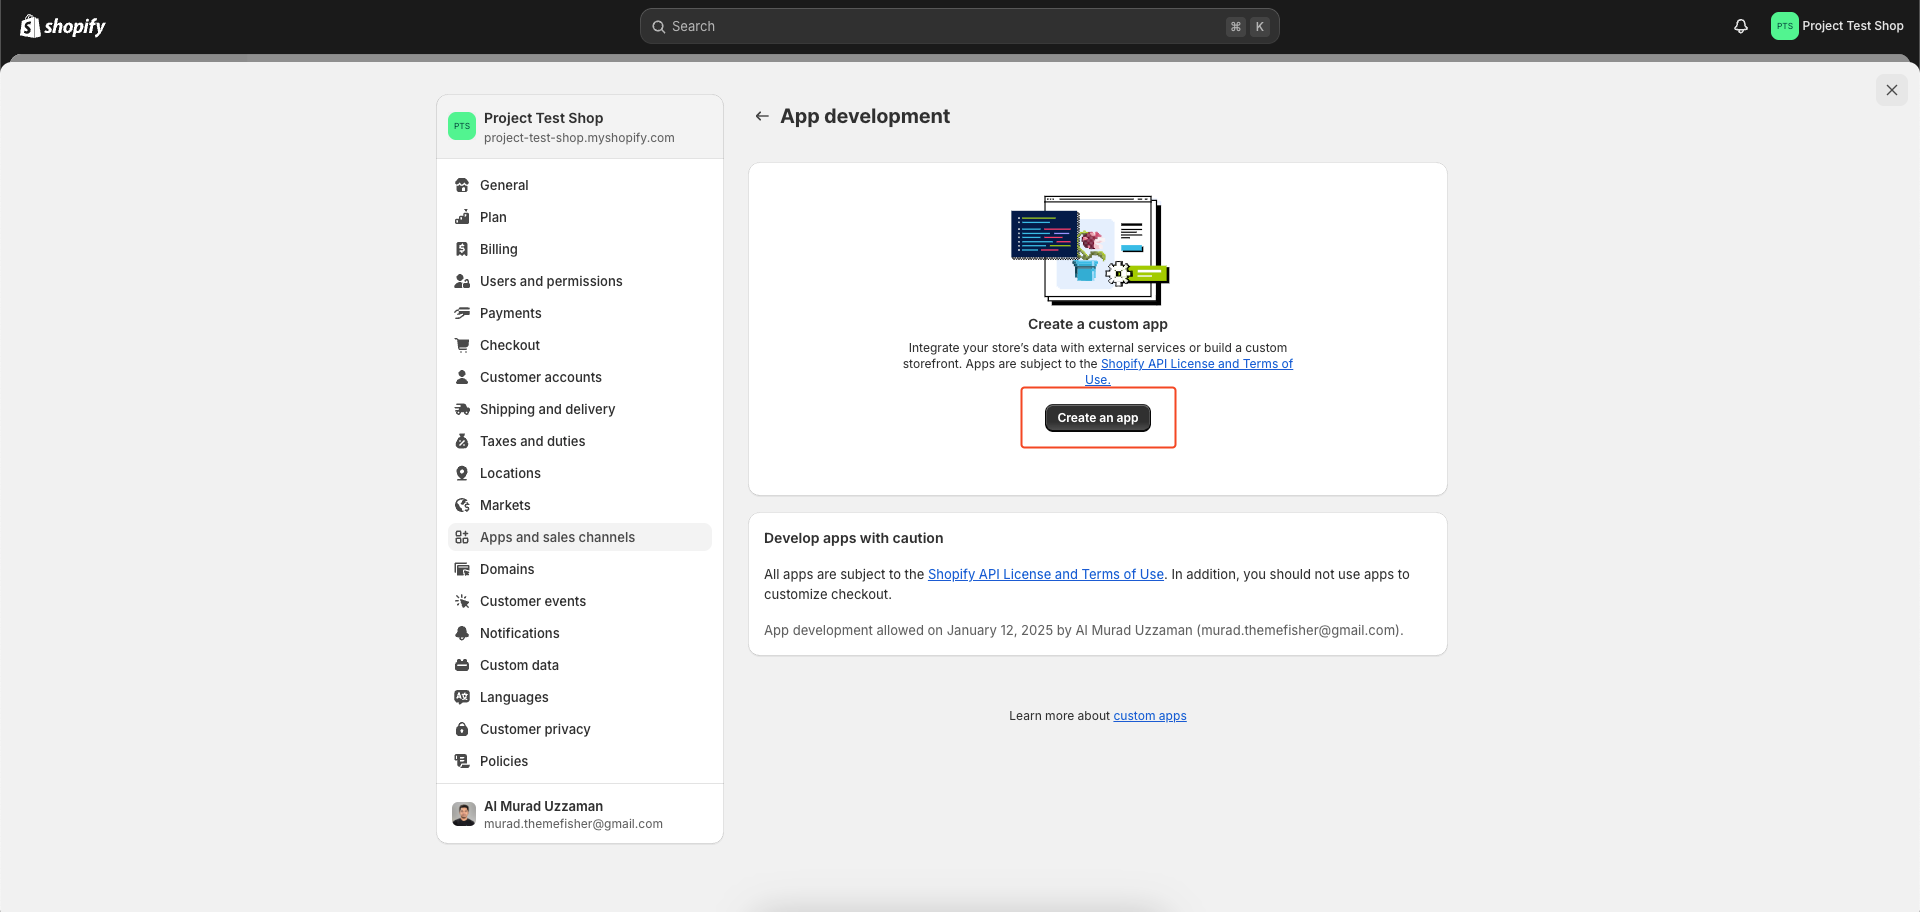 shopify
Search
⌘ K
PTS Project Test Shop
PTS
Project Test Shop
project-test-shop.myshopify.com
General
Plan
Billing
Users and permissions
Payments
Checkout
Customer accounts
Shipping and delivery
Taxes and duties
Locations
Markets
Apps and sales channels
Domains
Customer events
Notifications
Custom data
Languages
Customer privacy
Policies
Al Murad Uzzaman
murad.themefisher@gmail.com
App development
Create a custom app
Integrate your store’s data with external services or build a custom
storefront. Apps are subject to the Shopify API License and Terms of
Use.
Create an app
Develop apps with caution
All apps are subject to the Shopify API License and Terms of Use. In addition, you should not use apps to
customize checkout.
App development allowed on January 12, 2025 by Al Murad Uzzaman (murad.themefisher@gmail.com).
Learn more about custom apps